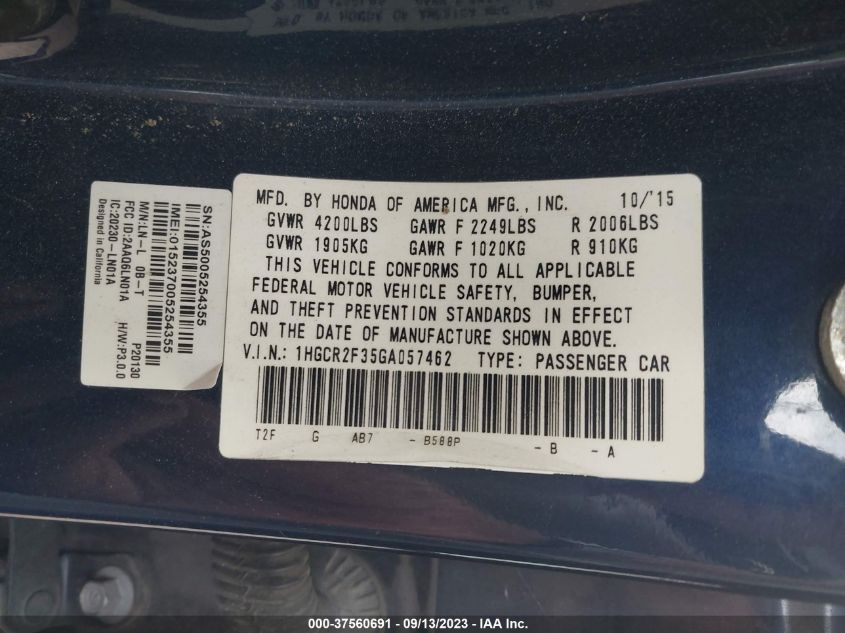 MFD. BY HONDA OF AMERICA MFG., INC. 10/'15
GVWR 4200LBS GAWR F 2249LBS R 2006LBS
GVWR 1905KG GAWR F 1020KG R 910KG
THIS VEHICLE CONFORMS TO ALL APPLICABLE
FEDERAL MOTOR VEHICLE SAFETY, BUMPER,
AND THEFT PREVENTION STANDARDS IN EFFECT
ON THE DATE OF MANUFACTURE SHOWN ABOVE.
V.I.N.: 1HGCR2F35GA057462 TYPE: PASSENGER CAR
T2F G AB7 - B588P - B - A
SN:AS5005254355
IMEI:015237005254355
M/N:LN-L 0B-T P20130
FCC ID:2AAQ6LN01A H/W:P3.0.0
IC:20230-LN01A
Designed in California
000-37560691 - 09/13/2023 - IAA Inc.